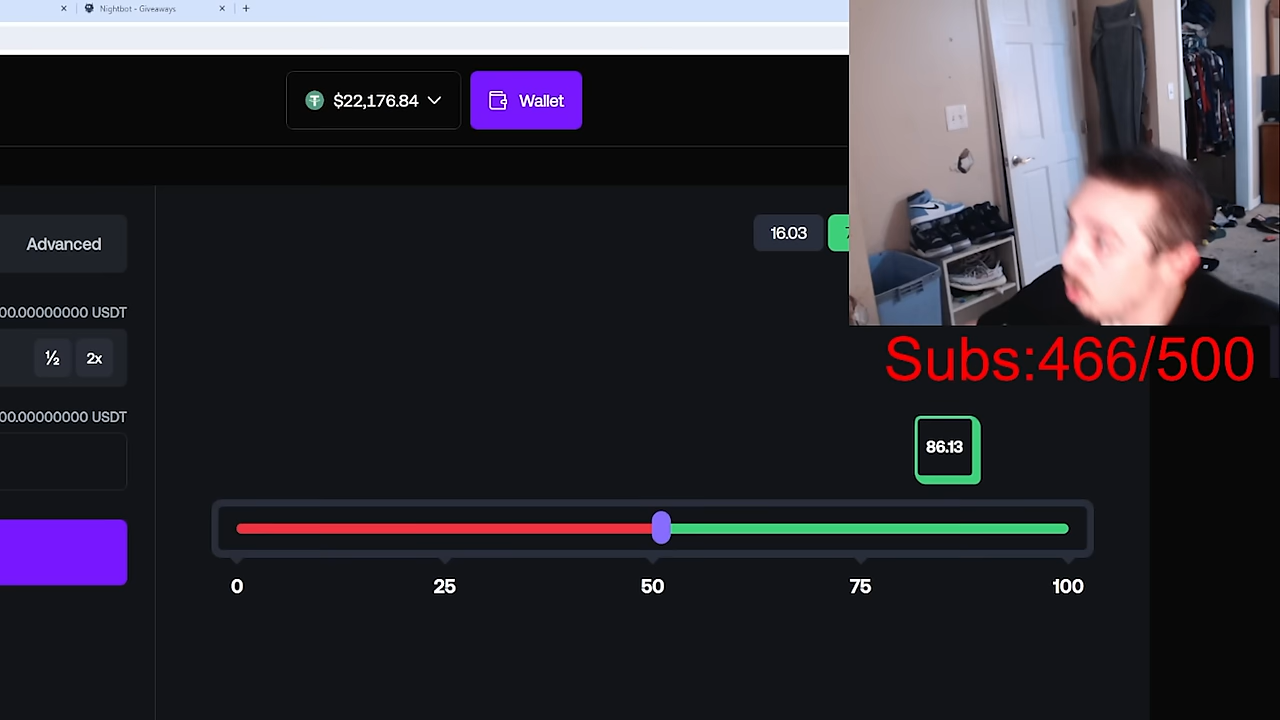 Nightbot - Giveaways
$22,176.84
Wallet
Advanced
16.03
00.00000000 USDT
½
2x
Subs:466/500
00.00000000 USDT
86.13
0
25
50
75
100